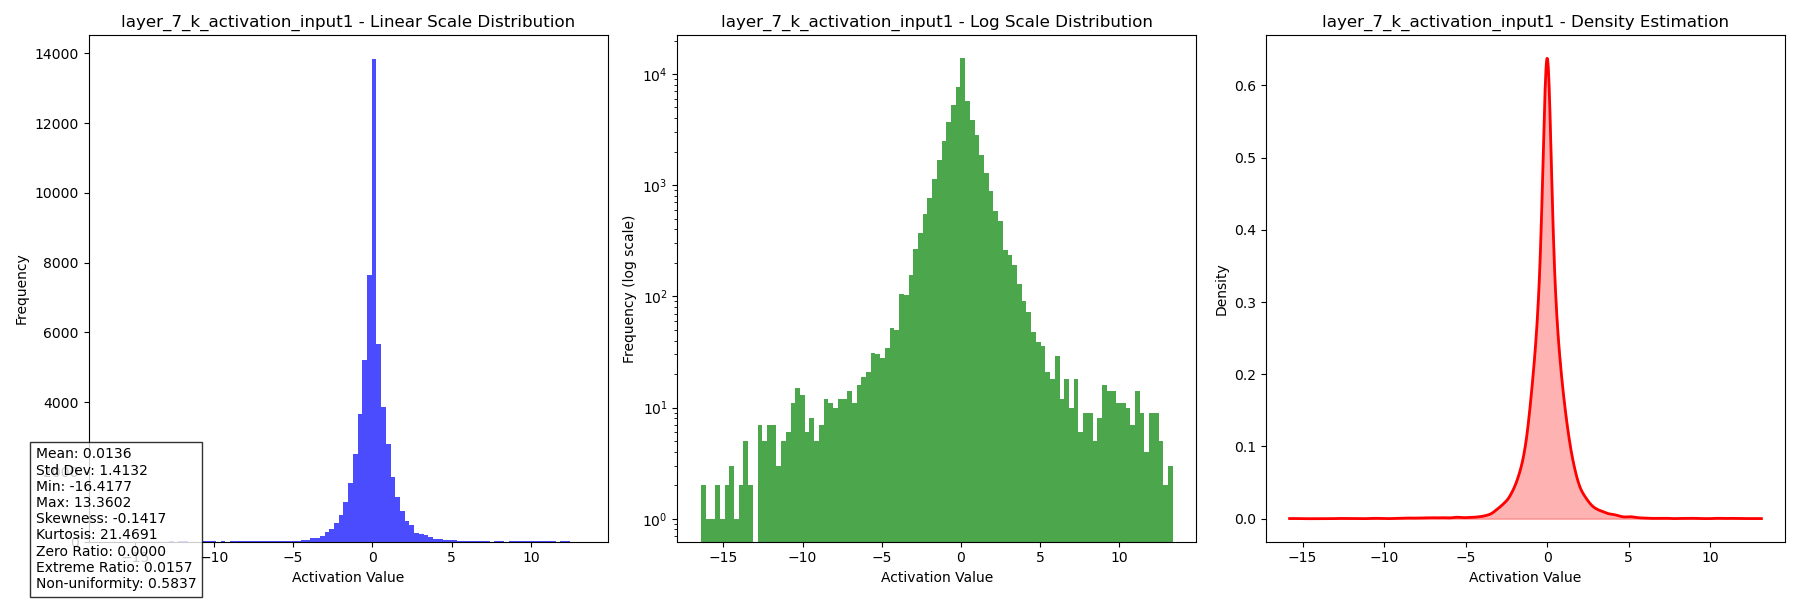 layer_7_k_activation_input1 - Linear Scale Distribution
14000
12000
10000
8000
6000
4000
Frequency
−10
−5
0
5
10
Activation Value
Mean: 0.0136
Std Dev: 1.4132
Min: -16.4177
Max: 13.3602
Skewness: -0.1417
Kurtosis: 21.4691
Zero Ratio: 0.0000
Extreme Ratio: 0.0157
Non-uniformity: 0.5837
layer_7_k_activation_input1 - Log Scale Distribution
10⁴
10³
10²
10¹
10⁰
Frequency (log scale)
−15
−10
−5
0
5
10
Activation Value
layer_7_k_activation_input1 - Density Estimation
0.6
0.5
0.4
0.3
0.2
0.1
0.0
Density
−15
−10
−5
0
5
10
Activation Value